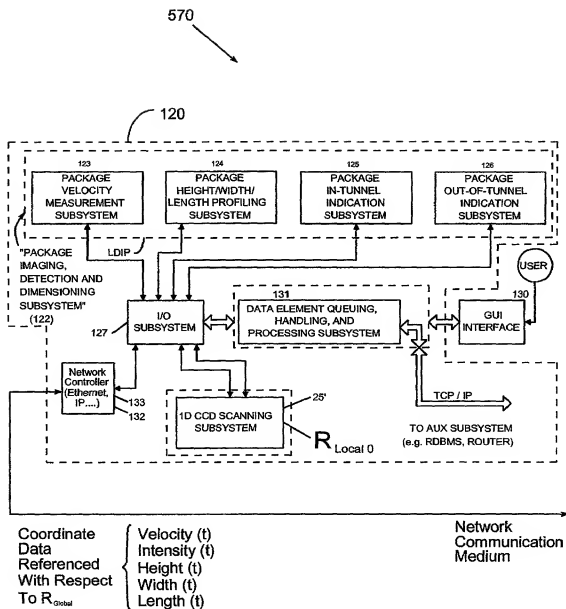 570
120
123
PACKAGE
VELOCITY
MEASUREMENT
SUBSYSTEM
124
PACKAGE
HEIGHT/WIDTH/
LENGTH PROFILING
SUBSYSTEM
125
PACKAGE
IN-TUNNEL
INDICATION
SUBSYSTEM
126
PACKAGE
OUT-OF-TUNNEL
INDICATION
SUBSYSTEM
LDIP
"PACKAGE
IMAGING,
DETECTION AND
DIMENSIONING
SUBSYSTEM"
(122)
USER
127
I/O
SUBSYSTEM
131
DATA ELEMENT QUEUING,
HANDLING, AND
PROCESSING SUBSYSTEM
130
GUI
INTERFACE
Network
Controller
(Ethernet,
IP....)
133
132
25'
1D CCD SCANNING
SUBSYSTEM
R Local 0
TCP / IP
TO AUX SUBSYSTEM
(e.g. RDBMS, ROUTER)
Coordinate
Data
Referenced
With Respect
To R Global
Velocity (t)
Intensity (t)
Height (t)
Width (t)
Length (t)
Network
Communication
Medium